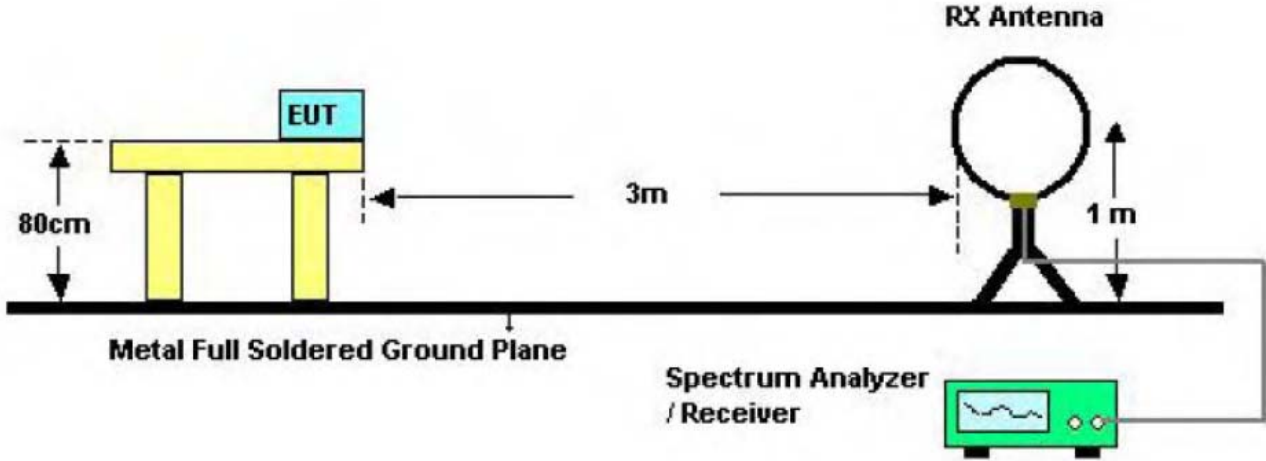 RX Antenna
EUT
80cm
3m
1 m
Metal Full Soldered Ground Plane
Spectrum Analyzer
/ Receiver